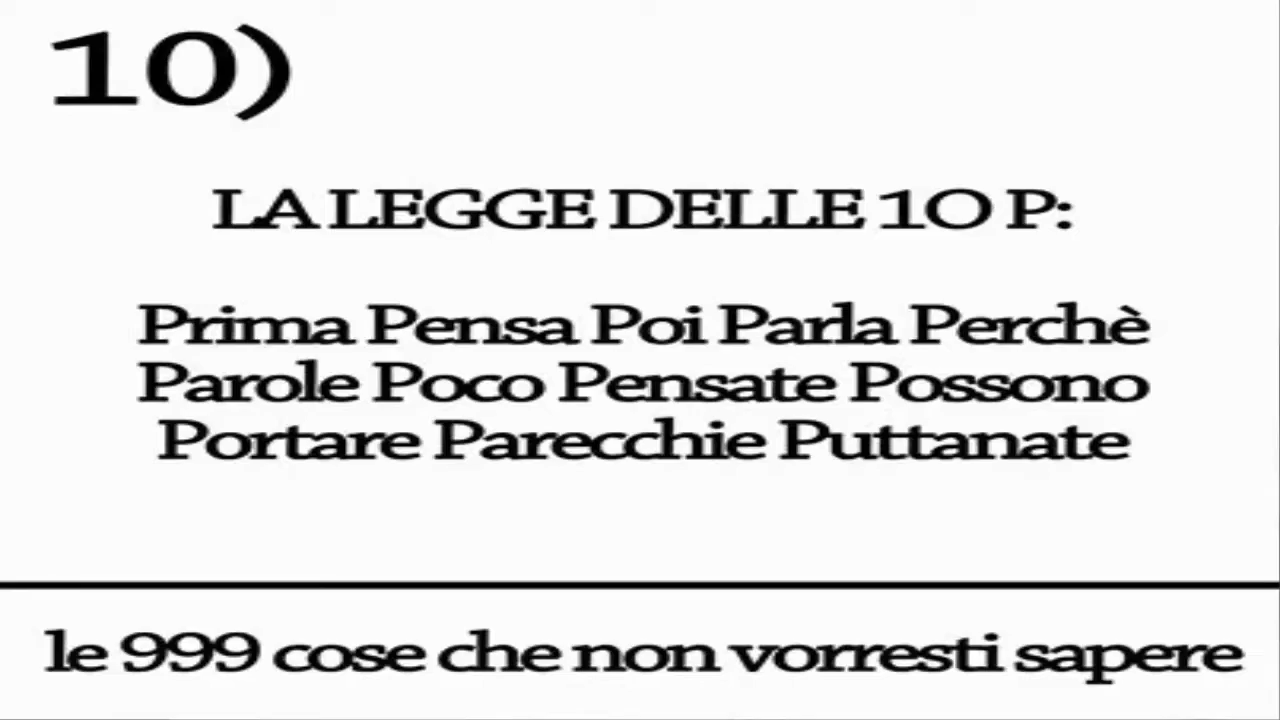 10)
LA LEGGE DELLE 1O P:
Prima Pensa Poi Parla Perchè
Parole Poco Pensate Possono
Portare Parecchie Puttanate
le 999 cose che non vorresti sapere